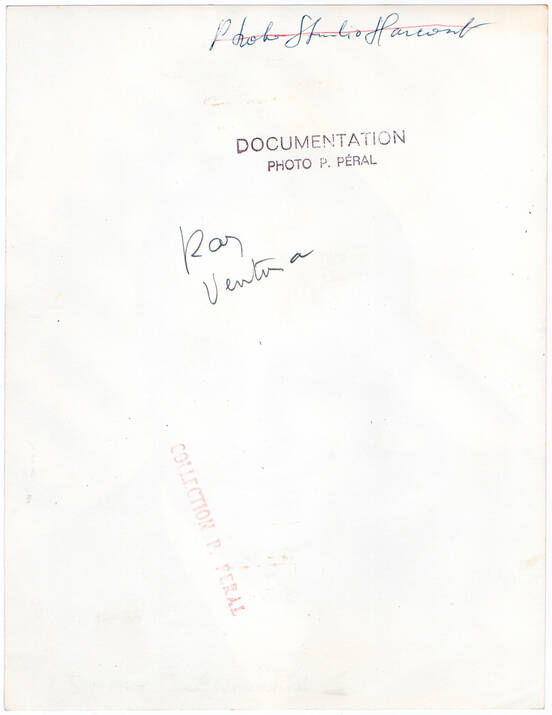 Photo Studio Harcourt
DOCUMENTATION
PHOTO P. PÉRAL
Ray
Ventura
COLLECTION P. PÉRAL